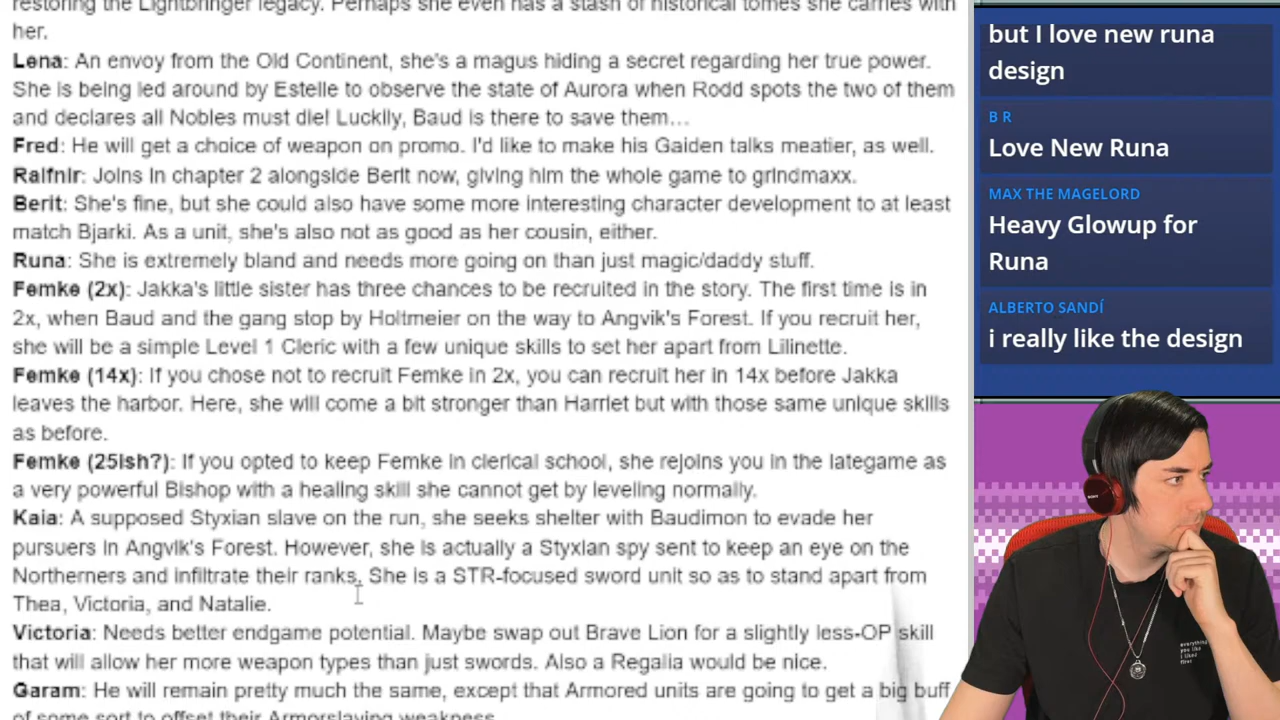 restoring the Lightbringer legacy. Perhaps she even has a stash of historical tomes she carries with
her.
Lena: An envoy from the Old Continent, she's a magus hiding a secret regarding her true power.
She is being led around by Estelle to observe the state of Aurora when Rodd spots the two of them
and declares all Nobles must die! Luckily, Baud is there to save them...
Fred: He will get a choice of weapon on promo. I'd like to make his Gaiden talks meatier, as well.
Ralfnir: Joins in chapter 2 alongside Berit now, giving him the whole game to grindmaxx.
Berit: She's fine, but she could also have some more interesting character development to at least
match Bjarki. As a unit, she's also not as good as her cousin, either.
Runa: She is extremely bland and needs more going on than just magic/daddy stuff.
Femke (2x): Jakka's little sister has three chances to be recruited in the story. The first time is in
2x, when Baud and the gang stop by Holtmeier on the way to Angvik's Forest. If you recruit her,
she will be a simple Level 1 Cleric with a few unique skills to set her apart from Lilinette.
Femke (14x): If you chose not to recruit Femke in 2x, you can recruit her in 14x before Jakka
leaves the harbor. Here, she will come a bit stronger than Harriet but with those same unique skills
as before.
Femke (25ish?): If you opted to keep Femke in clerical school, she rejoins you in the lategame as
a very powerful Bishop with a healing skill she cannot get by leveling normally.
Kaia: A supposed Styxian slave on the run, she seeks shelter with Baudimon to evade her
pursuers in Angvik's Forest. However, she is actually a Styxian spy sent to keep an eye on the
Northerners and infiltrate their ranks. She is a STR-focused sword unit so as to stand apart from
Thea, Victoria, and Natalie.
Victoria: Needs better endgame potential. Maybe swap out Brave Lion for a slightly less-OP skill
that will allow her more weapon types than just swords. Also a Regalia would be nice.
Garam: He will remain pretty much the same, except that Armored units are going to get a big buff
of some sort to offset their Armorslaying weakness.
but I love new runa
design
B R
Love New Runa
MAX THE MAGELORD
Heavy Glowup for
Runa
ALBERTO SANDÍ
i really like the design
SONY
everything
you like
i liked
first